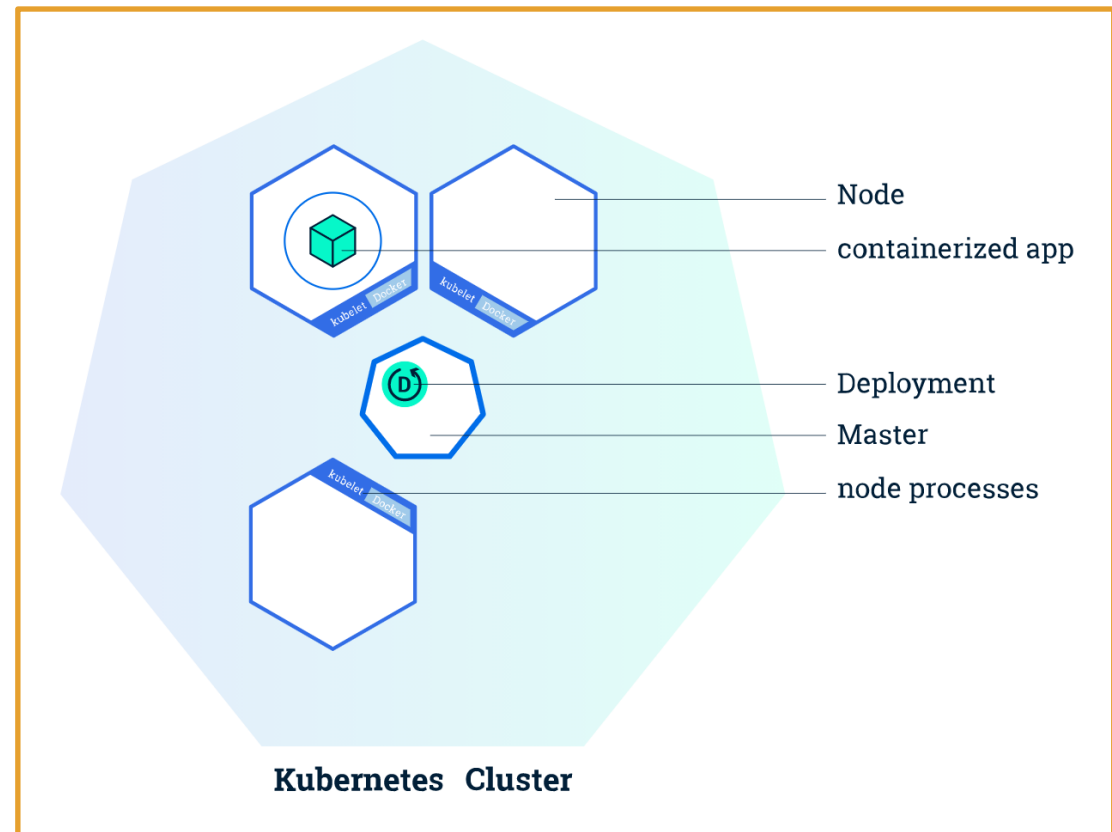 Node
containerized app
kubelet Docker
kubelet Docker
D
Deployment
Master
kubelet Docker
node processes
Kubernetes Cluster